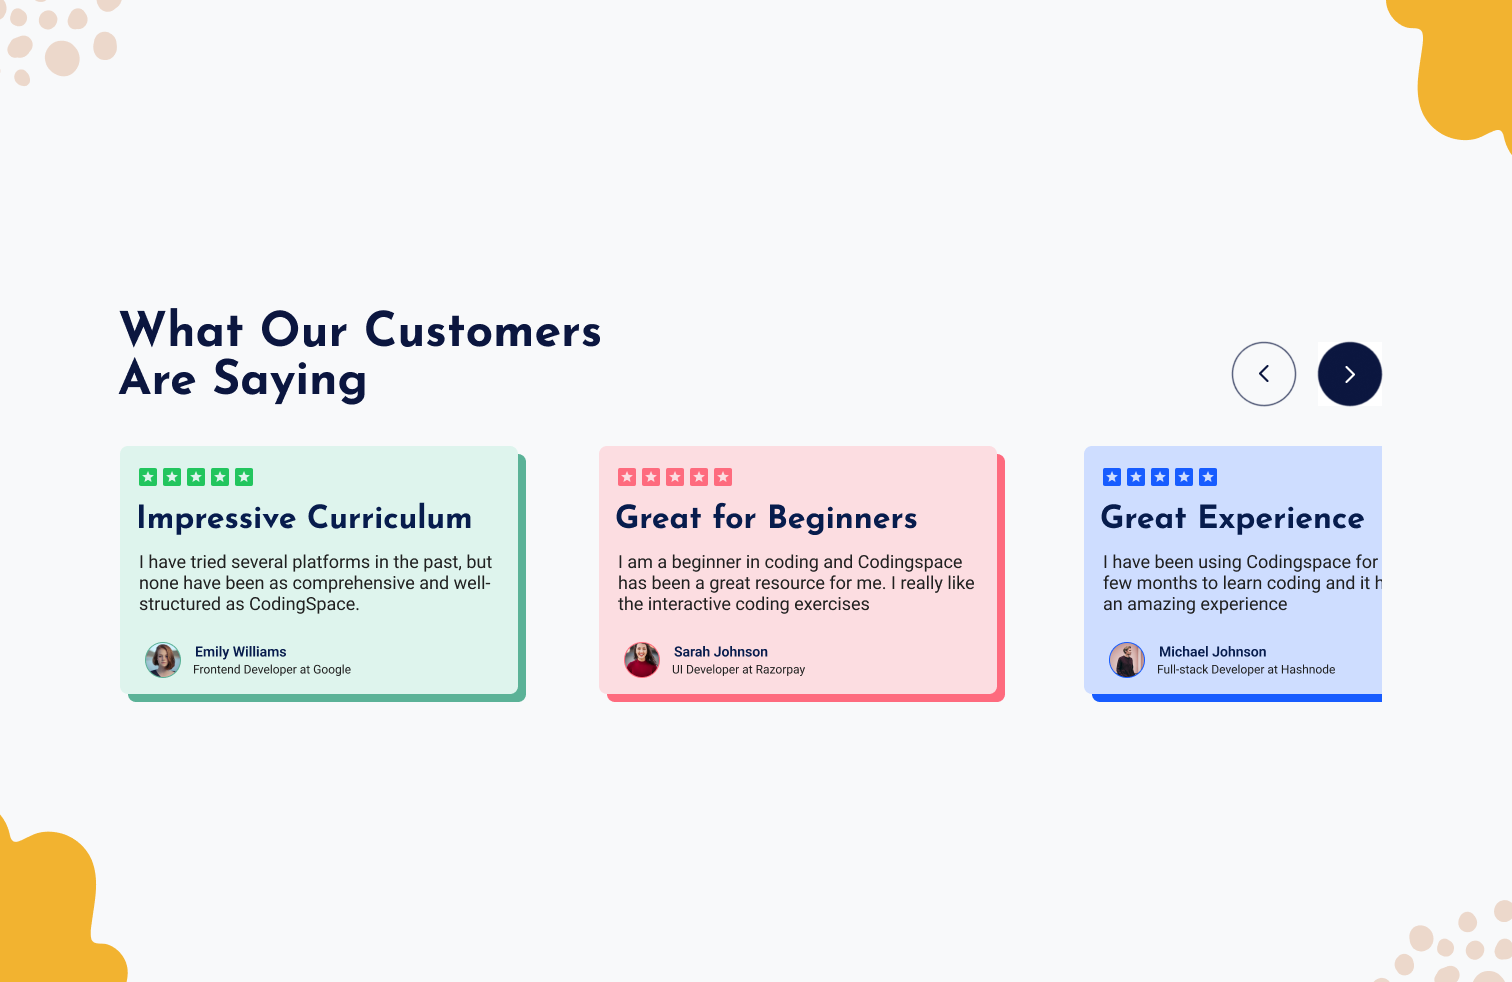 What Our Customers
Are Saying
Impressive Curriculum
I have tried several platforms in the past, but
none have been as comprehensive and well-
structured as CodingSpace.
Emily Williams
Frontend Developer at Google
Great for Beginners
I am a beginner in coding and Codingspace
has been a great resource for me. I really like
the interactive coding exercises
Sarah Johnson
UI Developer at Razorpay
Great Experience
I have been using Codingspace for
few months to learn coding and it
an amazing experience
Michael Johnson
Full-stack Developer at Hashnode